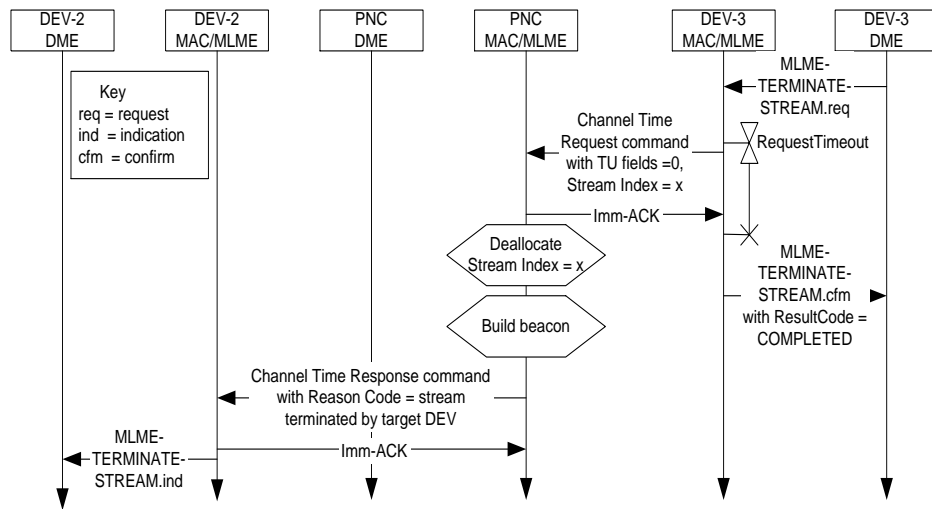 DEV-2
DME
DEV-2
MAC/MLME
PNC
DME
PNC
MAC/MLME
DEV-3
MAC/MLME
DEV-3
DME
Key
req = request
ind = indication
cfm = confirm
MLME-
TERMINATE-
STREAM.req
Channel Time
Request command
with TU fields =0,
Stream Index = x
RequestTimeout
Imm-ACK
Deallocate
Stream Index = x
MLME-
TERMINATE-
STREAM.cfm
with ResultCode =
COMPLETED
Build beacon
Channel Time Response command
with Reason Code = stream
terminated by target DEV
Imm-ACK
MLME-
TERMINATE-
STREAM.ind